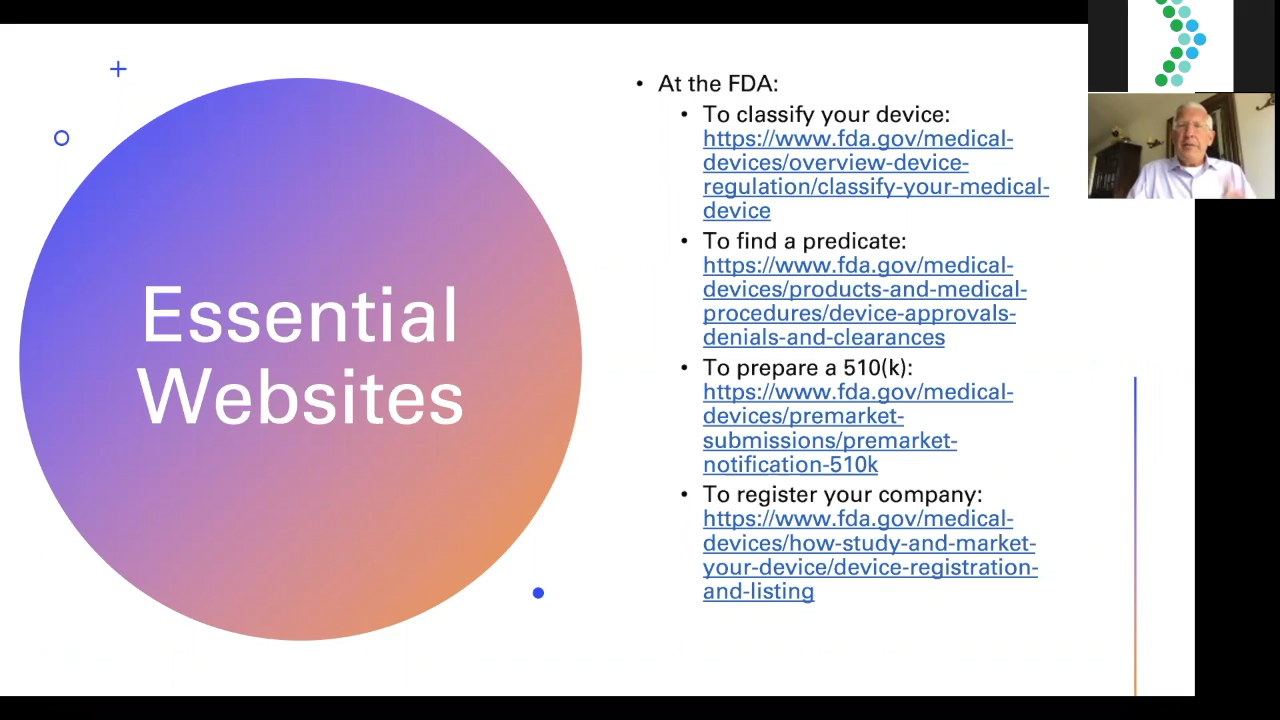 Essential
Websites
• At the FDA:
• To classify your device:
https://www.fda.gov/medical-
devices/overview-device-
regulation/classify-your-medical-
device
• To find a predicate:
https://www.fda.gov/medical-
devices/products-and-medical-
procedures/device-approvals-
denials-and-clearances
• To prepare a 510(k):
https://www.fda.gov/medical-
devices/premarket-
submissions/premarket-
notification-510k
• To register your company:
https://www.fda.gov/medical-
devices/how-study-and-market-
your-device/device-registration-
and-listing